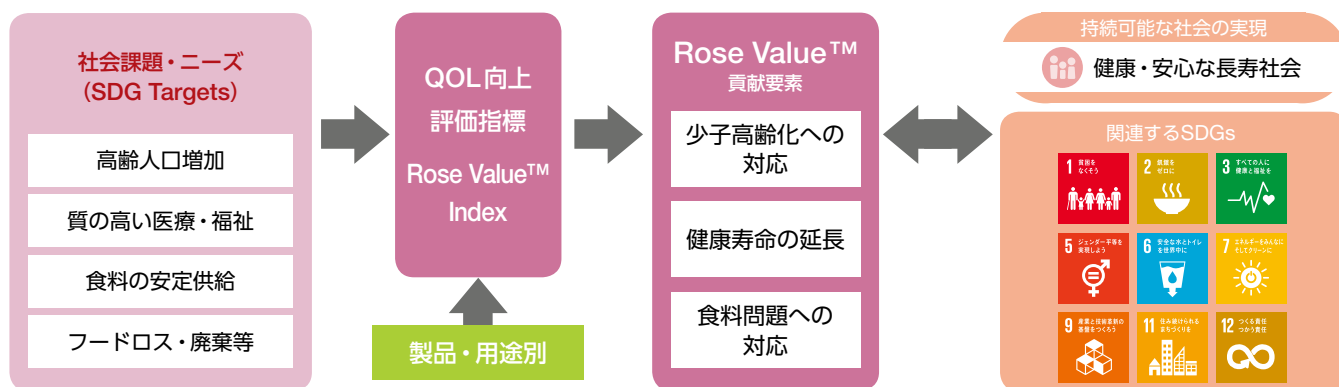 社会課題・ニーズ
(SDG Targets)
高齢人口増加
質の高い医療・福祉
食料の安定供給
フードロス・廃棄等
QOL向上
評価指標
Rose Value™
Index
製品・用途別
Rose Value™
貢献要素
少子高齢化への
対応
健康寿命の延長
食料問題への
対応
持続可能な社会の実現
健康・安心な長寿社会
関連するSDGs
1 貧困を
なくそう
2 飢餓を
ゼロに
3 すべての人に
健康と福祉を
5 ジェンダー平等を
実現しよう
6 安全な水とトイレ
を世界中に
7 エネルギーをみんなに
そしてクリーンに
9 産業と技術革新の
基盤をつくろう
11 住み続けられる
まちづくりを
12 つくる責任
つかう責任